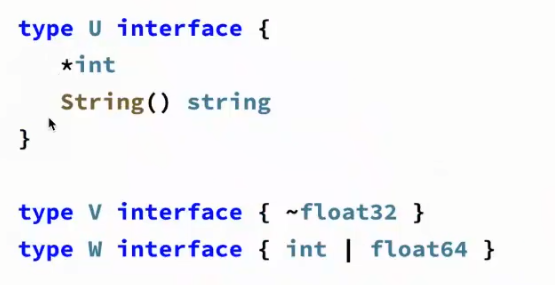 type U interface {
*int
String() string
}
type V interface { ~float32 }
type W interface { int | float64 }